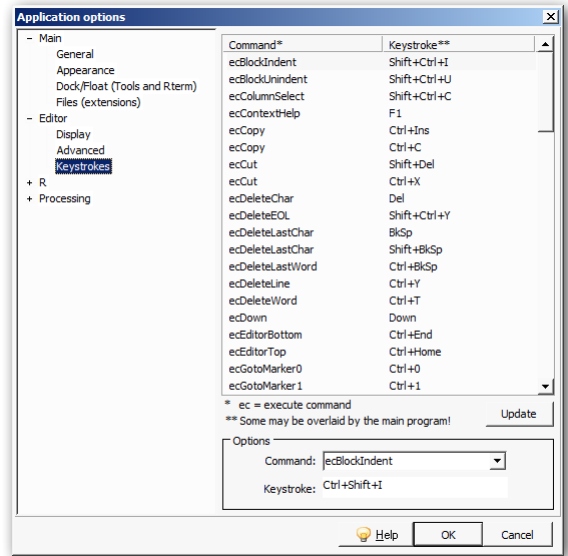 Application options
- Main
General
Appearance
Dock/Float (Tools and Rterm)
Files (extensions)
- Editor
Display
Advanced
Keystrokes
+ R
+ Processing
Command* Keystroke**
ecBlockIndent Shift+Ctrl+I
ecBlockUnindent Shift+Ctrl+U
ecColumnSelect Shift+Ctrl+C
ecContextHelp F1
ecCopy Ctrl+Ins
ecCopy Ctrl+C
ecCut Shift+Del
ecCut Ctrl+X
ecDeleteChar Del
ecDeleteEOL Shift+Ctrl+Y
ecDeleteLastChar BkSp
ecDeleteLastChar Shift+BkSp
ecDeleteLastWord Ctrl+BkSp
ecDeleteLine Ctrl+Y
ecDeleteWord Ctrl+T
ecDown Down
ecEditorBottom Ctrl+End
ecEditorTop Ctrl+Home
ecGotoMarker0 Ctrl+0
ecGotoMarker1 Ctrl+1
* ec = execute command
** Some may be overlaid by the main program!
Update
Options
Command: ecBlockIndent
Keystroke: Ctrl+Shift+I
Help OK Cancel